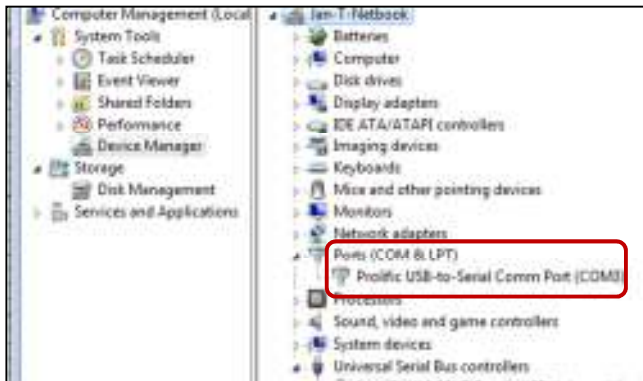 Computer Management (Local
System Tools
Task Scheduler
Event Viewer
Shared Folders
Performance
Device Manager
Storage
Disk Management
Services and Applications
Ian-T-Netbook
Batteries
Computer
Disk drives
Display adapters
IDE ATA/ATAPI controllers
Imaging devices
Keyboards
Mice and other pointing devices
Monitors
Network adapters
Ports (COM & LPT)
Prolific USB-to-Serial Comm Port
Processors
Sound, video and game controllers
System devices
Universal Serial Bus controllers